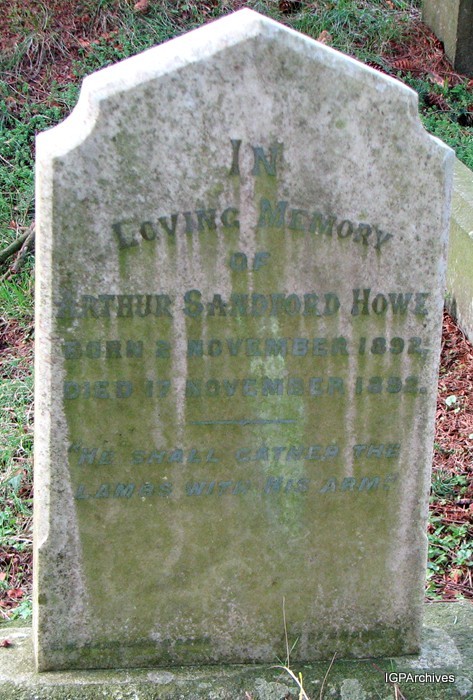 IN
LOVING MEMORY
OF
ARTHUR SANDFORD HOWE
BORN 2 NOVEMBER 1892,
DIED 17 NOVEMBER 1892.
"HE SHALL GATHER THE
LAMBS WITH HIS ARM"
IGPArchives